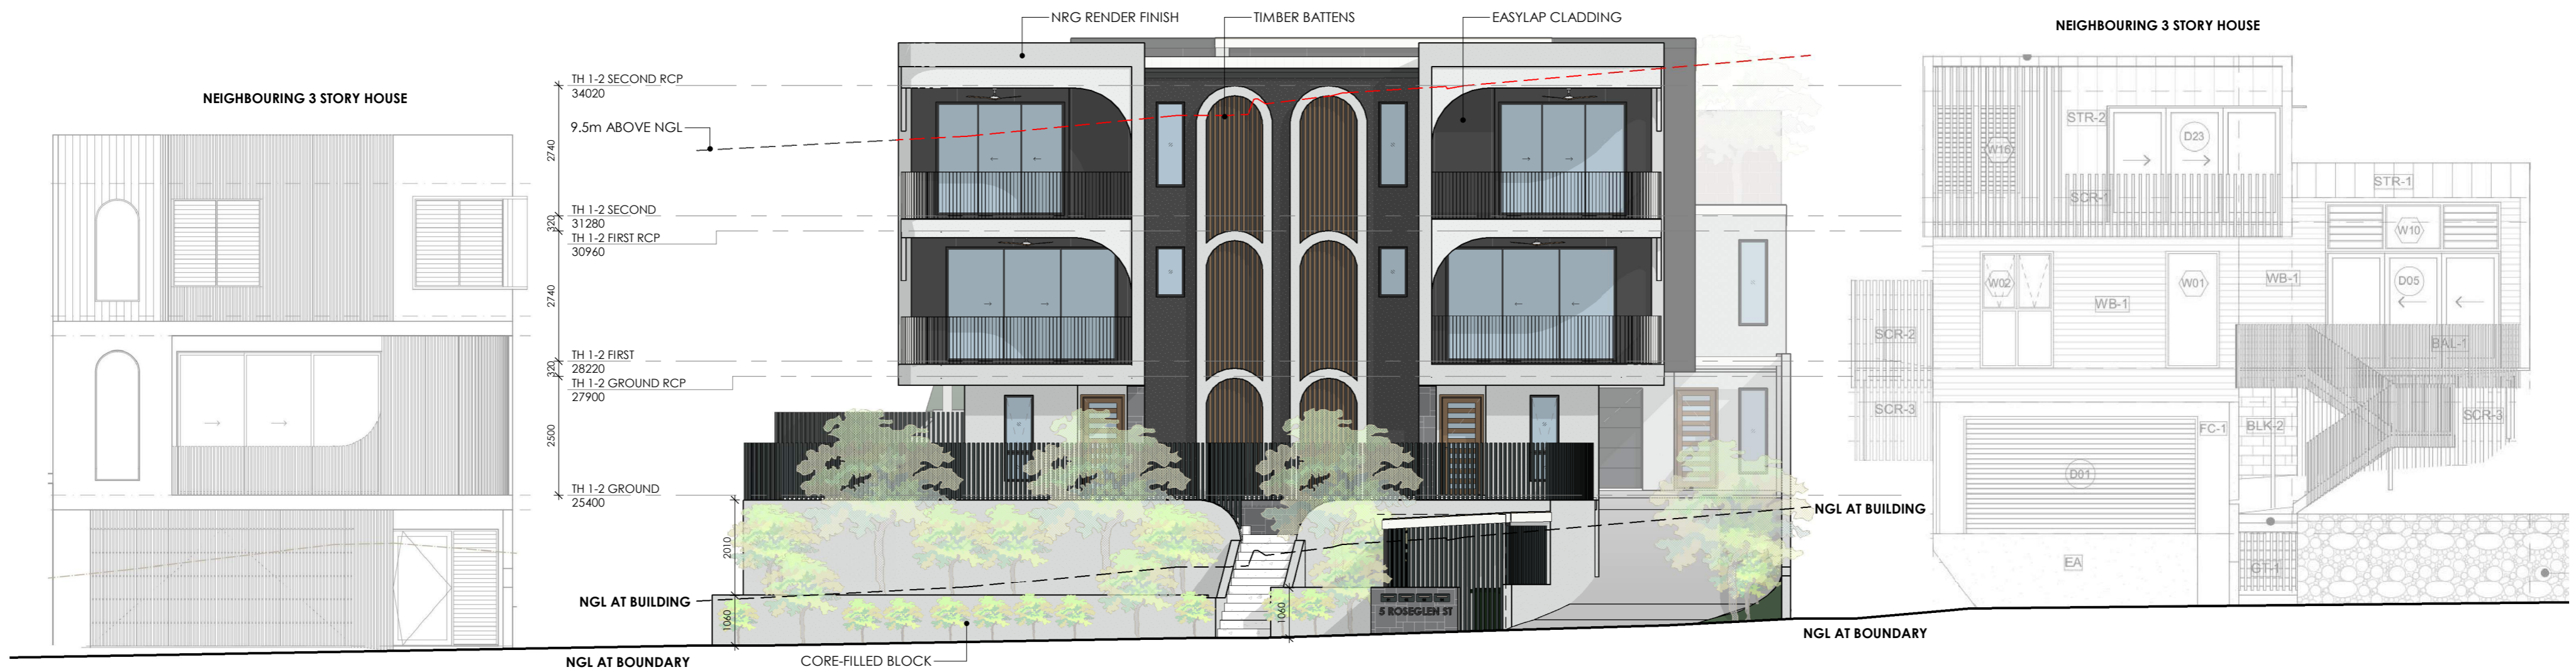 NRG RENDER FINISH
TIMBER BATTENS
EASYLAP CLADDING
NEIGHBOURING 3 STORY HOUSE
NEIGHBOURING 3 STORY HOUSE
TH 1-2 SECOND RCP
34020
9.5m ABOVE NGL
2740
TH 1-2 SECOND
31280
320
TH 1-2 FIRST RCP
30960
2740
TH 1-2 FIRST
28220
320
TH 1-2 GROUND RCP
27900
2500
TH 1-2 GROUND
25400
2010
1060
1060
NGL AT BUILDING
NGL AT BUILDING
5 ROSEGLEN ST
NGL AT BOUNDARY
NGL AT BOUNDARY
CORE-FILLED BLOCK
STR-2
W16
D23
SCR-1
STR-1
W10
W02
WB-1
W01
WB-1
D05
SCR-2
BAL-1
SCR-3
FC-1
BLK-2
SCR-3
D01
EA
GT-1